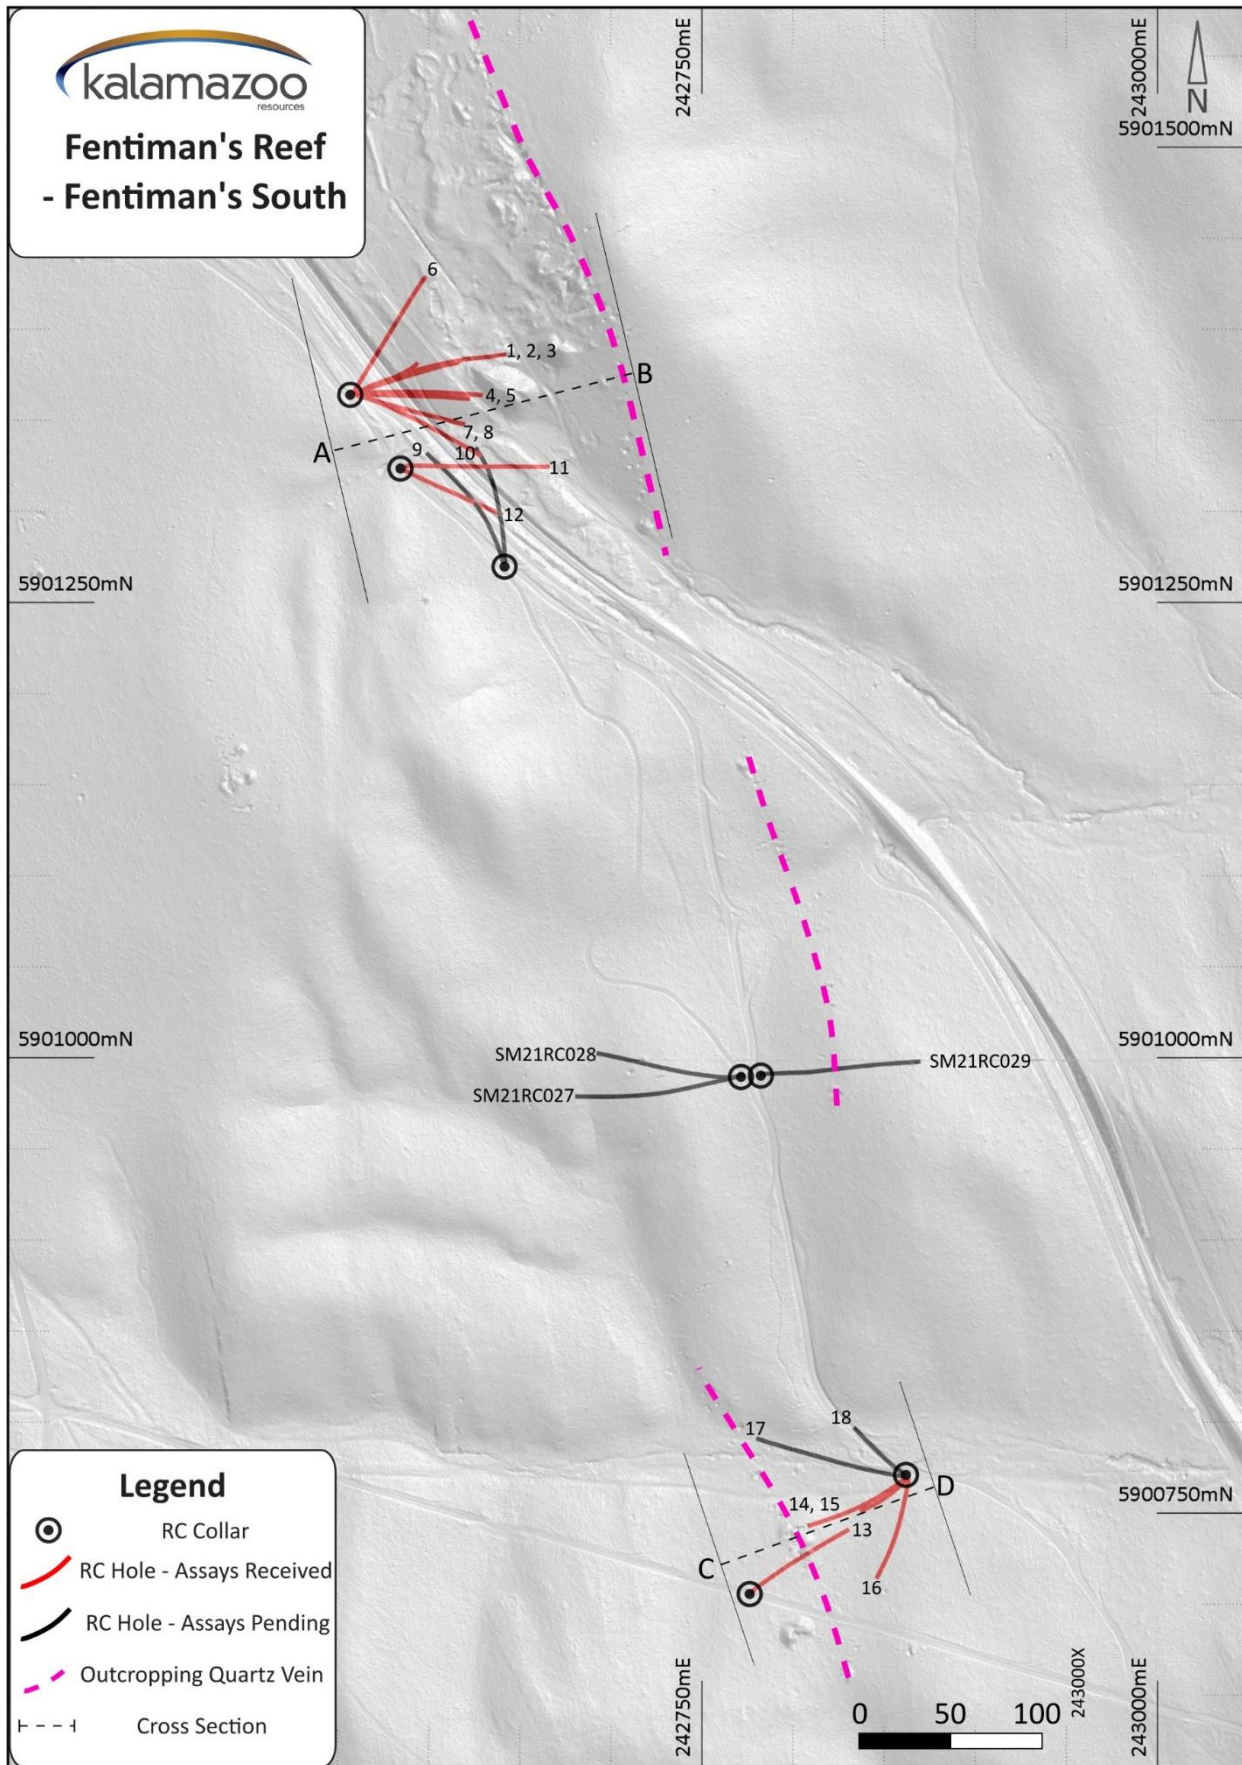 kalamazoo
resources
Fentiman's Reef
- Fentiman's South
242750mE
243000mE
N
5901500mN
6
1, 2, 3
B
4, 5
7, 8
A
9
10
11
12
5901250mN
5901250mN
5901000mN
5901000mN
SM21RC028
SM21RC029
SM21RC027
17
18
D
14, 15
13
5900750mN
C
16
242750mE
243000X
243000mE
0 50 100
Legend
RC Collar
RC Hole - Assays Received
RC Hole - Assays Pending
Outcropping Quartz Vein
Cross Section